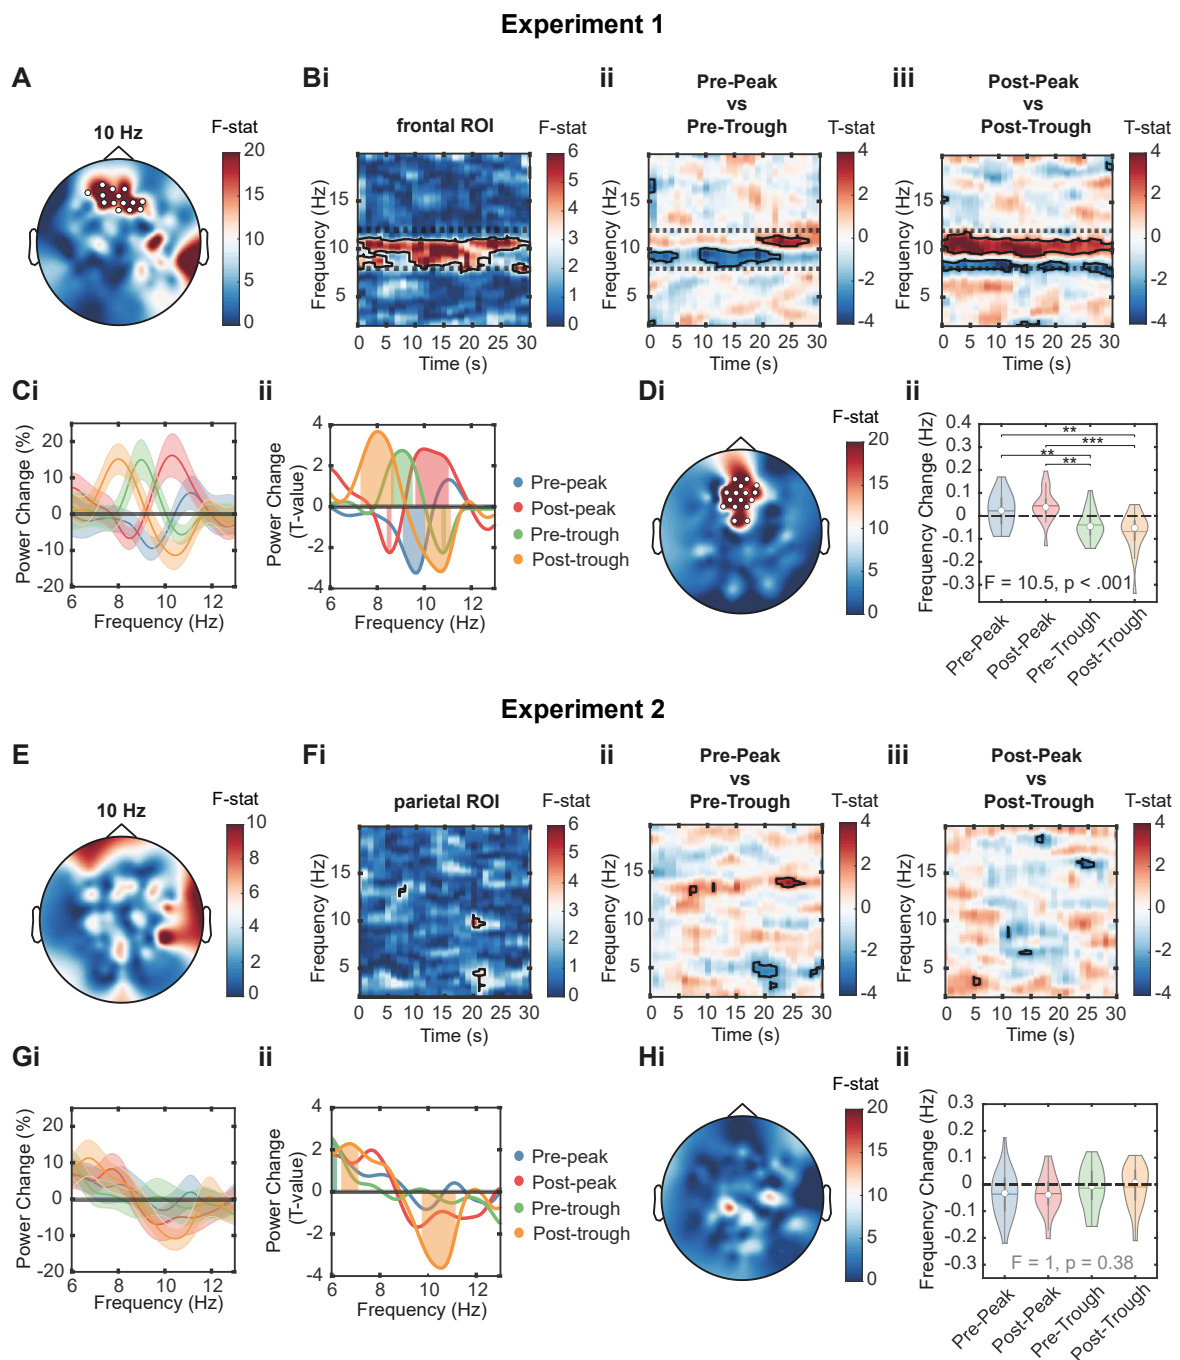 Experiment 1
A
10 Hz
F-stat
20
15
10
5
0
Bi
frontal ROI
F-stat
6
5
4
3
2
1
0
Frequency (Hz)
15
10
5
0 5 10 15 20 25 30
Time (s)
ii
Pre-Peak
vs
Pre-Trough
T-stat
4
2
0
-2
-4
Frequency (Hz)
15
10
5
0 5 10 15 20 25 30
Time (s)
iii
Post-Peak
vs
Post-Trough
T-stat
4
2
0
-2
-4
Frequency (Hz)
15
10
5
0 5 10 15 20 25 30
Time (s)
Ci
Power Change (%)
20
10
0
-10
-20
6 8 10 12
Frequency (Hz)
ii
Power Change
(T-value)
4
2
0
-2
-4
6 8 10 12
Frequency (Hz)
Pre-peak
Post-peak
Pre-trough
Post-trough
Di
F-stat
20
15
10
5
0
ii
Frequency Change (Hz)
0.4
0.3
0.2
0.1
0
-0.1
-0.2
-0.3
**
***
**
**
F = 10.5, p < .001
Pre-Peak
Post-Peak
Pre-Trough
Post-Trough
Experiment 2
E
10 Hz
F-stat
10
8
6
4
2
0
Fi
parietal ROI
F-stat
6
5
4
3
2
1
0
Frequency (Hz)
15
10
5
0 5 10 15 20 25 30
Time (s)
ii
Pre-Peak
vs
Pre-Trough
T-stat
4
2
0
-2
-4
Frequency (Hz)
15
10
5
0 5 10 15 20 25 30
Time (s)
iii
Post-Peak
vs
Post-Trough
T-stat
4
2
0
-2
-4
Frequency (Hz)
15
10
5
0 5 10 15 20 25 30
Time (s)
Gi
Power Change (%)
20
10
0
-10
-20
6 8 10 12
Frequency (Hz)
ii
Power Change
(T-value)
4
2
0
-2
-4
6 8 10 12
Frequency (Hz)
Pre-peak
Post-peak
Pre-trough
Post-trough
Hi
F-stat
20
15
10
5
0
ii
Frequency Change (Hz)
0.3
0.2
0.1
0
-0.1
-0.2
-0.3
F = 1, p = 0.38
Pre-Peak
Post-Peak
Pre-Trough
Post-Trough